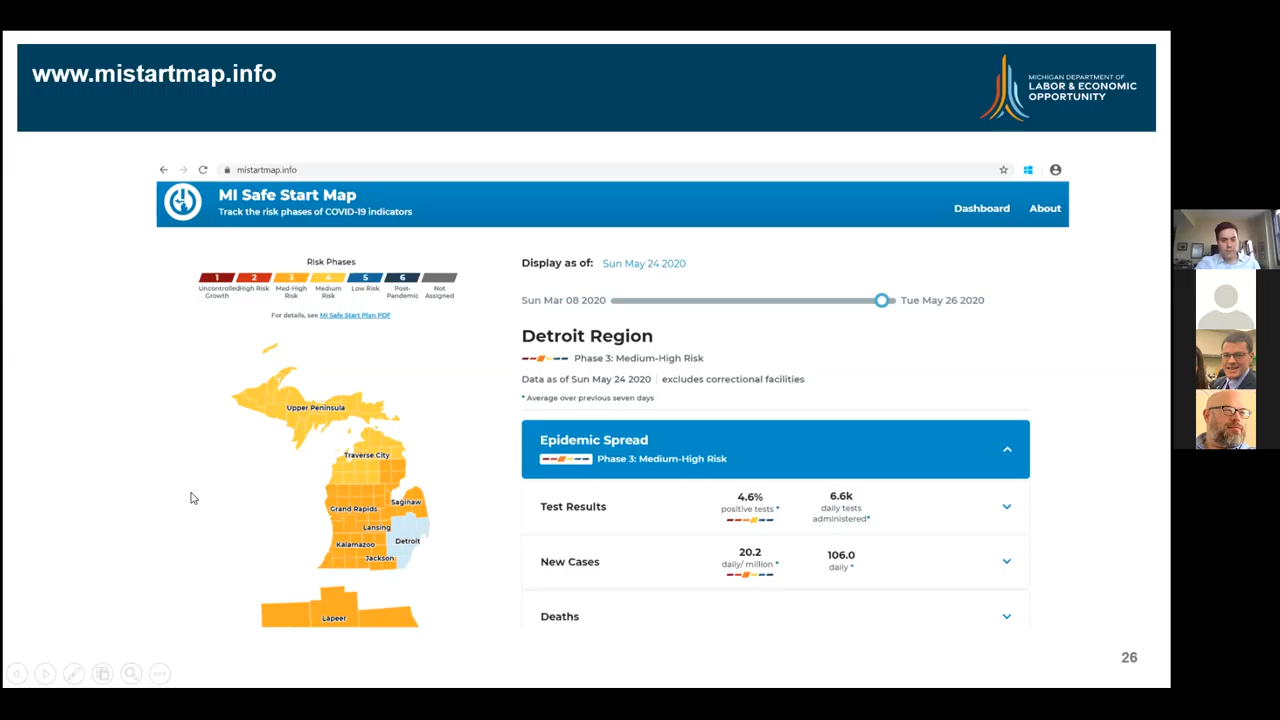 www.mistartmap.info
MICHIGAN DEPARTMENT OF
LABOR & ECONOMIC
OPPORTUNITY
mistartmap.info
MI Safe Start Map
Track the risk phases of COVID-19 indicators
Dashboard About
Risk Phases
1 2 3 4 5 6
Uncontrolled Growth High Risk Med-High Risk Medium Risk Low Risk Post-Pandemic Not Assigned
For details, see MI Safe Start Plan PDF
Upper Peninsula
Traverse City
Saginaw
Grand Rapids
Lansing
Detroit
Kalamazoo
Jackson
Lapeer
Display as of: Sun May 24 2020
Sun Mar 08 2020 Tue May 26 2020
Detroit Region
Phase 3: Medium-High Risk
Data as of Sun May 24 2020 excludes correctional facilities
* Average over previous seven days
Epidemic Spread
Phase 3: Medium-High Risk
Test Results
4.6%
positive tests *
6.6k
daily tests
administered*
New Cases
20.2
daily/ million *
106.0
daily *
Deaths
26